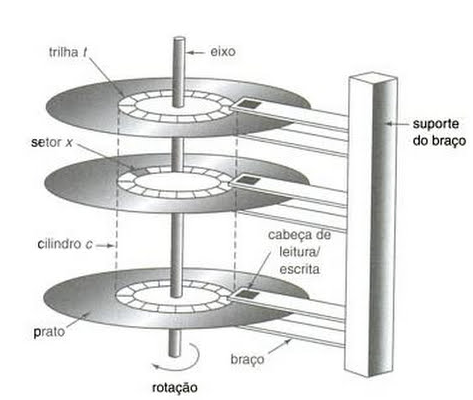 trilha t
eixo
suporte
do braço
setor x
cilindro c
cabeça de
leitura/
escrita
prato
braço
rotação